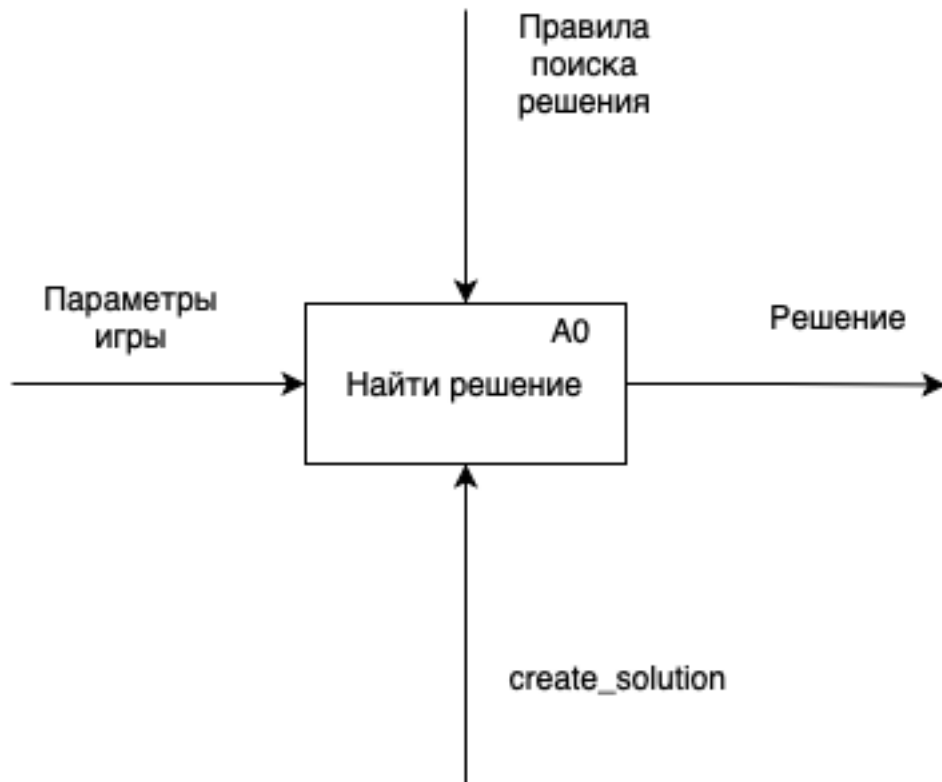 Правила
поиска
решения
Параметры
игры
A0
Найти решение
Решение
create_solution